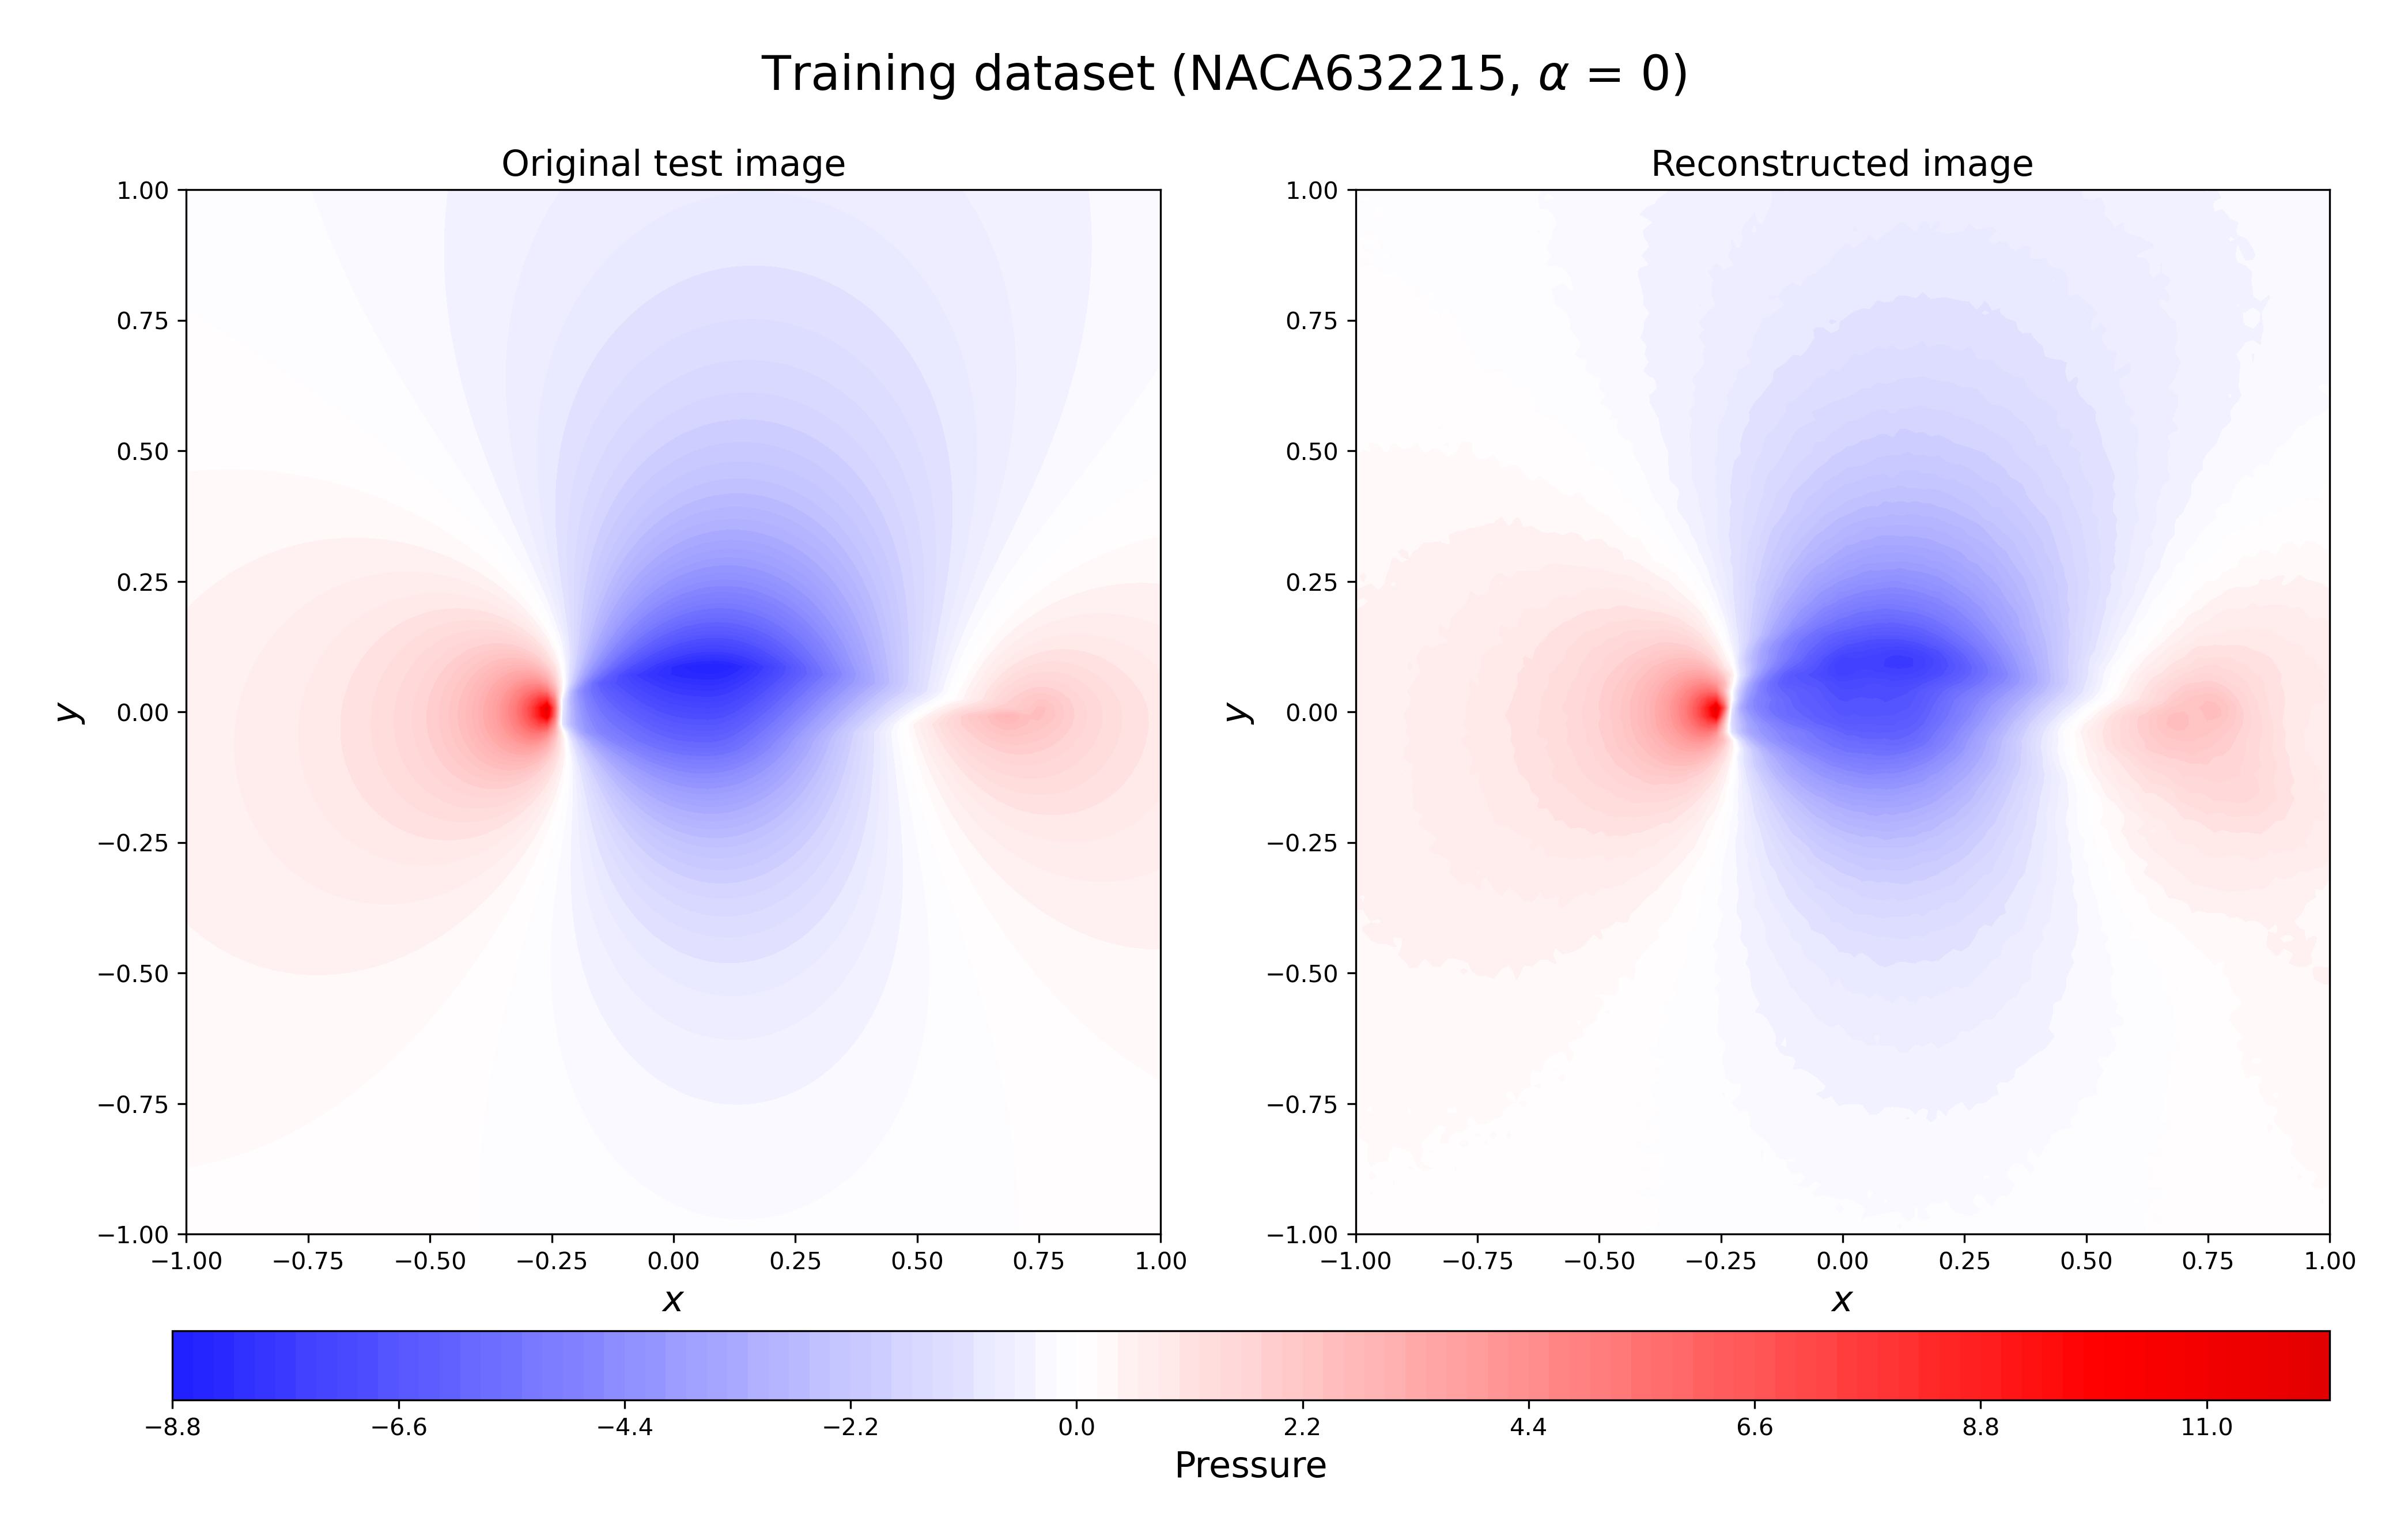 Training dataset (NACA632215, α = 0)
Original test image
1.00
0.75
0.50
0.25
0.00
−0.25
−0.50
−0.75
−1.00
y
−1.00 −0.75 −0.50 −0.25 0.00 0.25 0.50 0.75 1.00
x
Reconstructed image
1.00
0.75
0.50
0.25
0.00
−0.25
−0.50
−0.75
−1.00
y
−1.00 −0.75 −0.50 −0.25 0.00 0.25 0.50 0.75 1.00
x
−8.8 −6.6 −4.4 −2.2 0.0 2.2 4.4 6.6 8.8 11.0
Pressure